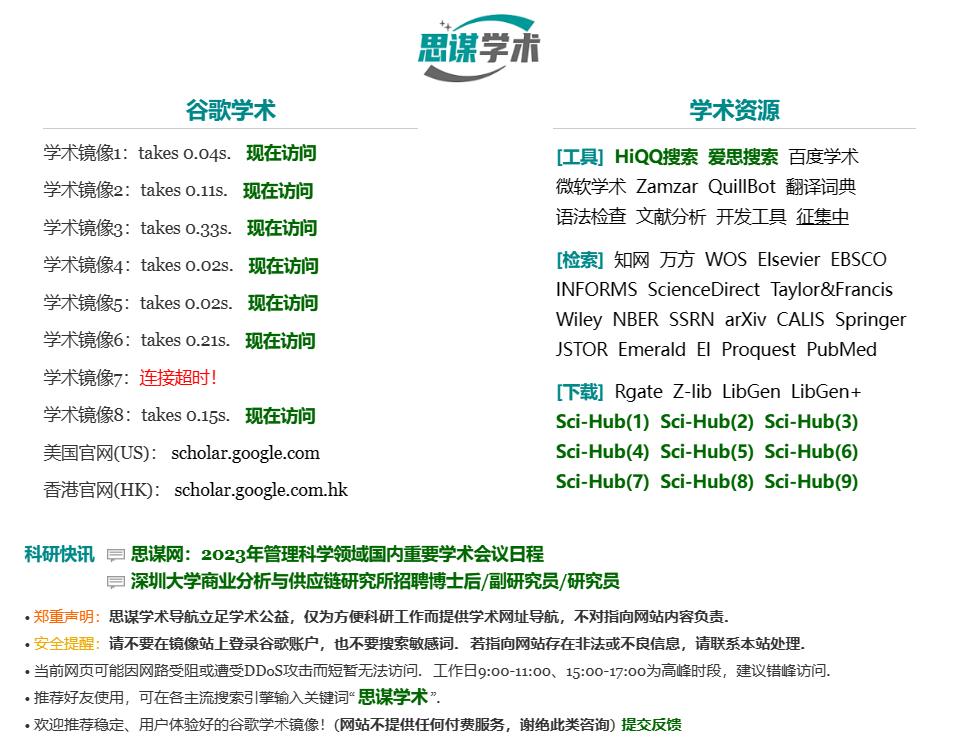 思谋学术
谷歌学术
学术镜像1：takes 0.04s. 现在访问
学术镜像2：takes 0.11s. 现在访问
学术镜像3：takes 0.33s. 现在访问
学术镜像4：takes 0.02s. 现在访问
学术镜像5：takes 0.02s. 现在访问
学术镜像6：takes 0.21s. 现在访问
学术镜像7：连接超时！
学术镜像8：takes 0.15s. 现在访问
美国官网(US)： scholar.google.com
香港官网(HK)： scholar.google.com.hk
学术资源
[工具] HiQQ搜索 爱思搜索 百度学术
微软学术 Zamzar QuillBot 翻译词典
语法检查 文献分析 开发工具 征集中
[检索] 知网 万方 WOS Elsevier EBSCO
INFORMS ScienceDirect Taylor&Francis
Wiley NBER SSRN arXiv CALIS Springer
JSTOR Emerald EI Proquest PubMed
[下载] Rgate Z-lib LibGen LibGen+
Sci-Hub(1) Sci-Hub(2) Sci-Hub(3)
Sci-Hub(4) Sci-Hub(5) Sci-Hub(6)
Sci-Hub(7) Sci-Hub(8) Sci-Hub(9)
科研快讯 思谋网：2023年管理科学领域国内重要学术会议日程
深圳大学商业分析与供应链研究所招聘博士后/副研究员/研究员
• 郑重声明：思谋学术导航立足学术公益，仅为方便科研工作而提供学术网址导航，不对指向网站内容负责.
• 安全提醒：请不要在镜像站上登录谷歌账户，也不要搜索敏感词. 若指向网站存在非法或不良信息，请联系本站处理.
• 当前网页可能因网路受阻或遭受DDoS攻击而短暂无法访问. 工作日9:00-11:00、15:00-17:00为高峰时段，建议错峰访问.
• 推荐好友使用，可在各主流搜索引擎输入关键词“思谋学术”.
• 欢迎推荐稳定、用户体验好的谷歌学术镜像！(网站不提供任何付费服务，谢绝此类咨询) 提交反馈